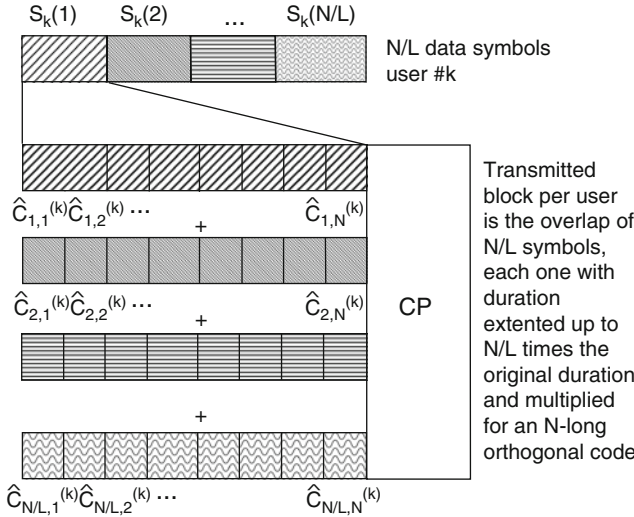 S_k(1) S_k(2) ... S_k(N/L)
N/L data symbols
user #k
Ĉ_{1,1}^{(k)} Ĉ_{1,2}^{(k)} ... Ĉ_{1,N}^{(k)}
+
Ĉ_{2,1}^{(k)} Ĉ_{2,2}^{(k)} ... Ĉ_{2,N}^{(k)}
+
+
Ĉ_{N/L,1}^{(k)} Ĉ_{N/L,2}^{(k)} ... Ĉ_{N/L,N}^{(k)}
CP
Transmitted
block per user
is the overlap of
N/L symbols,
each one with
duration
extented up to
N/L times the
original duration
and multiplied
for an N-long
orthogonal code